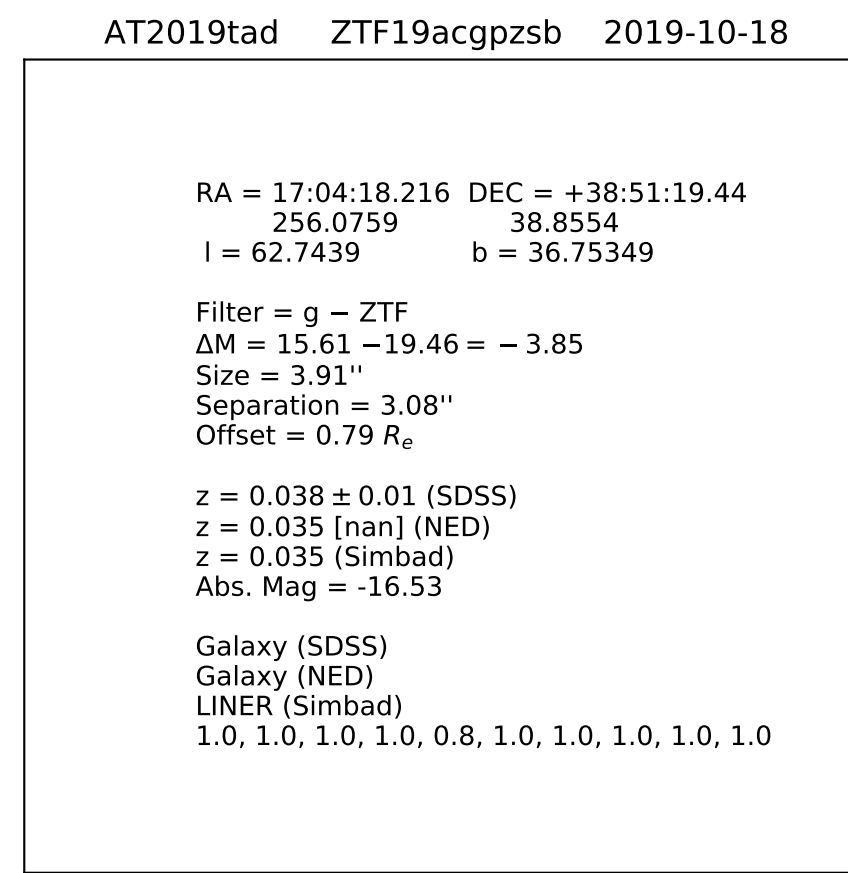 AT2019tad ZTF19acgpzsb 2019-10-18
RA = 17:04:18.216 DEC = +38:51:19.44
256.0759 38.8554
l = 62.7439 b = 36.75349
Filter = g − ZTF
ΔM = 15.61 −19.46 = − 3.85
Size = 3.91''
Separation = 3.08''
Offset = 0.79 Re
z = 0.038 ± 0.01 (SDSS)
z = 0.035 [nan] (NED)
z = 0.035 (Simbad)
Abs. Mag = -16.53
Galaxy (SDSS)
Galaxy (NED)
LINER (Simbad)
1.0, 1.0, 1.0, 1.0, 0.8, 1.0, 1.0, 1.0, 1.0, 1.0